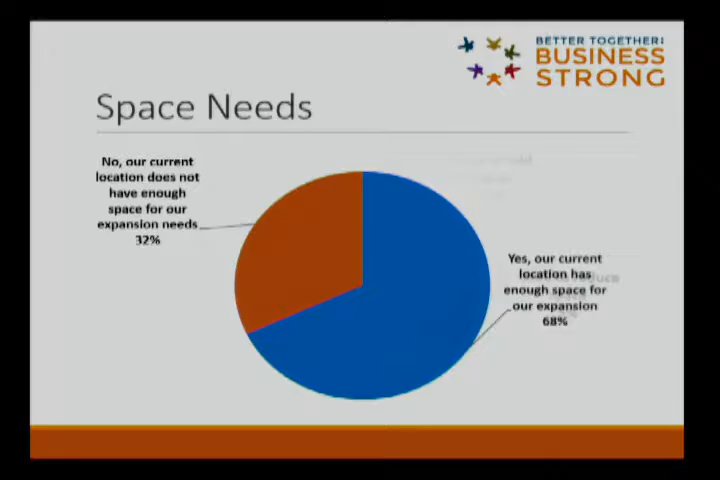 BETTER TOGETHER:
BUSINESS
STRONG
Space Needs
No, our current
location does not
have enough
space for our
expansion needs
32%
Yes, our current
location has
enough space for
our expansion
68%